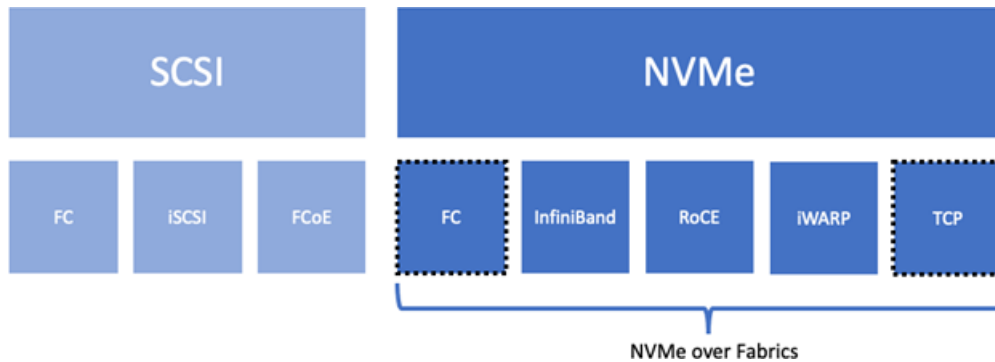 SCSI
NVMe
FC
iSCSI
FCoE
FC
InfiniBand
RoCE
iWARP
TCP
NVMe over Fabrics